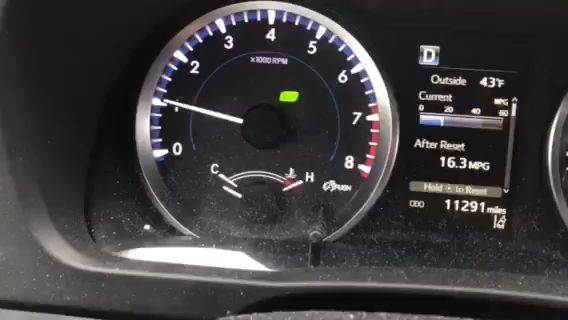 0
1
2
3
4
5
6
7
8
x1000 RPM
C
H
PUSH
D
Outside 43°F
Current MPG
0 20 40 60
After Reset
16.3 MPG
Hold • to Reset
ODO 11291 miles